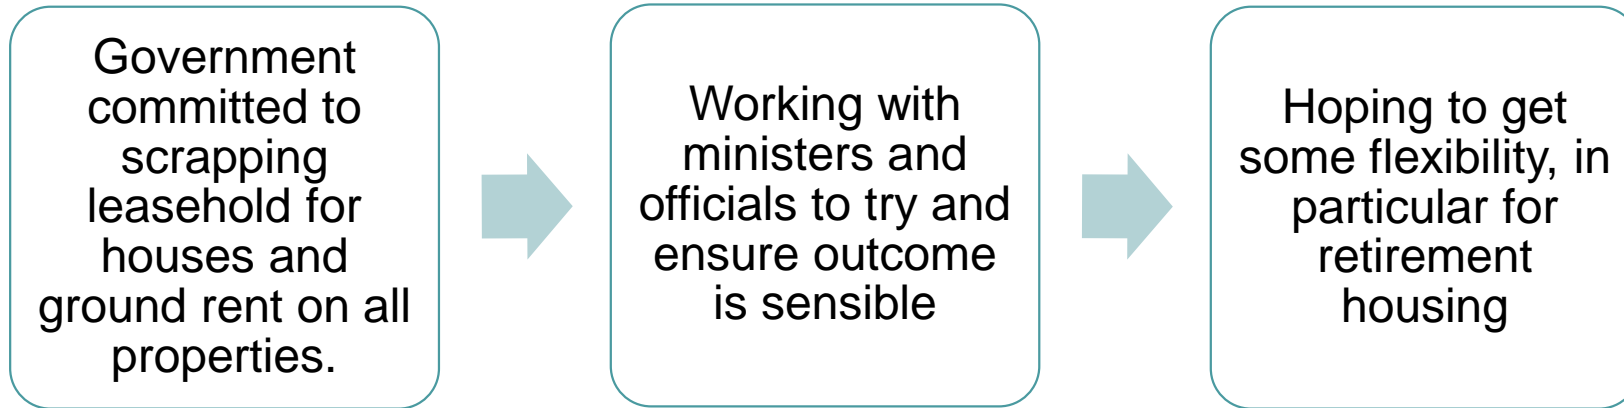 Government
committed to
scrapping
leasehold for
houses and
ground rent on all
properties.
Working with
ministers and
officials to try and
ensure outcome
is sensible
Hoping to get
some flexibility, in
particular for
retirement
housing